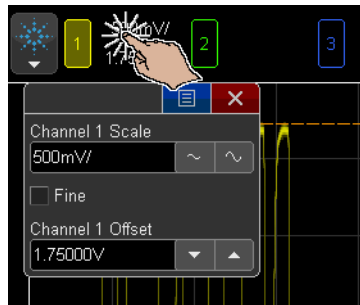 1
2
3
Channel 1 Scale
500mV/
Fine
Channel 1 Offset
1.75000V